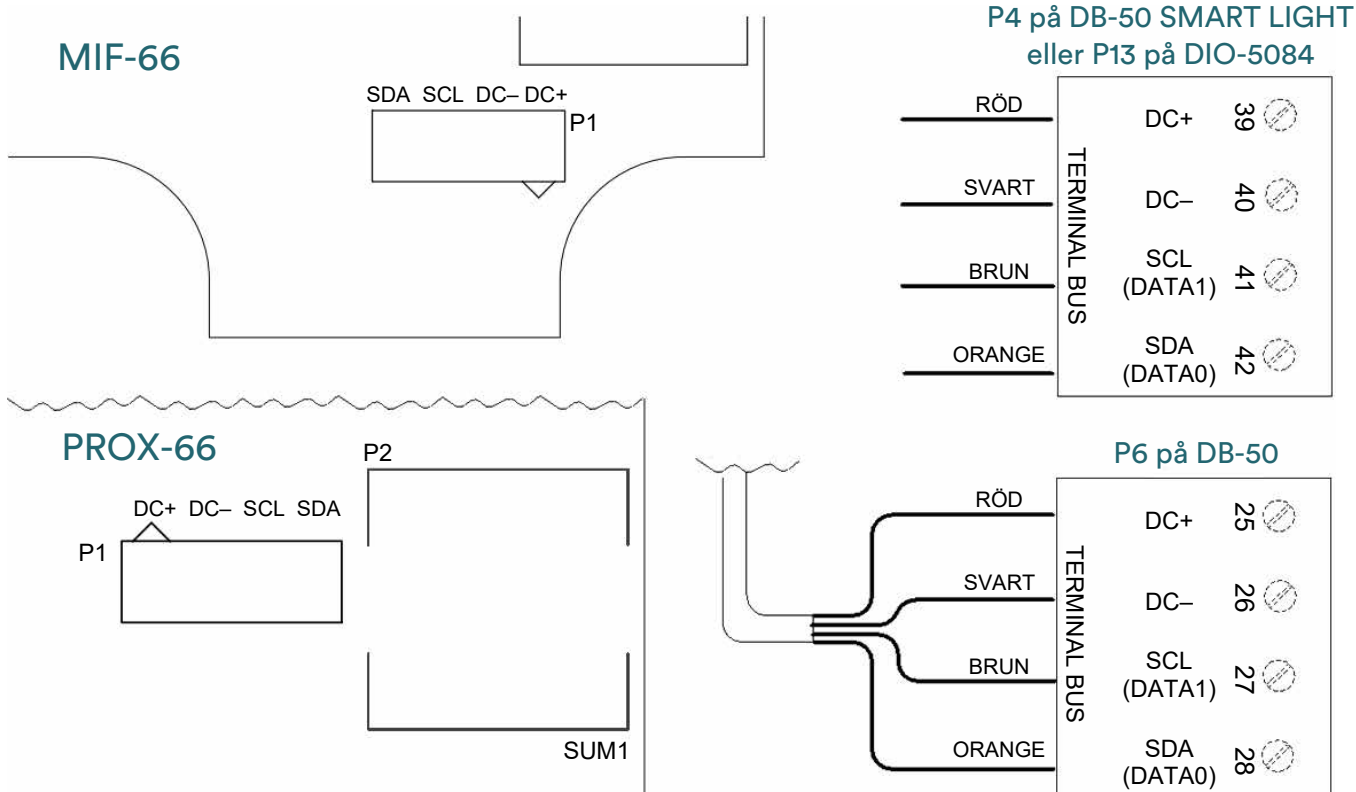 MIF-66
SDA SCL DC– DC+
P1
P4 på DB-50 SMART LIGHT
eller P13 på DIO-5084
RÖD
SVART
BRUN
ORANGE
TERMINAL BUS
DC+ 39
DC– 40
SCL
(DATA1) 41
SDA
(DATA0) 42
PROX-66
DC+ DC– SCL SDA
P1
P2
SUM1
P6 på DB-50
RÖD
SVART
BRUN
ORANGE
TERMINAL BUS
DC+ 25
DC– 26
SCL
(DATA1) 27
SDA
(DATA0) 28